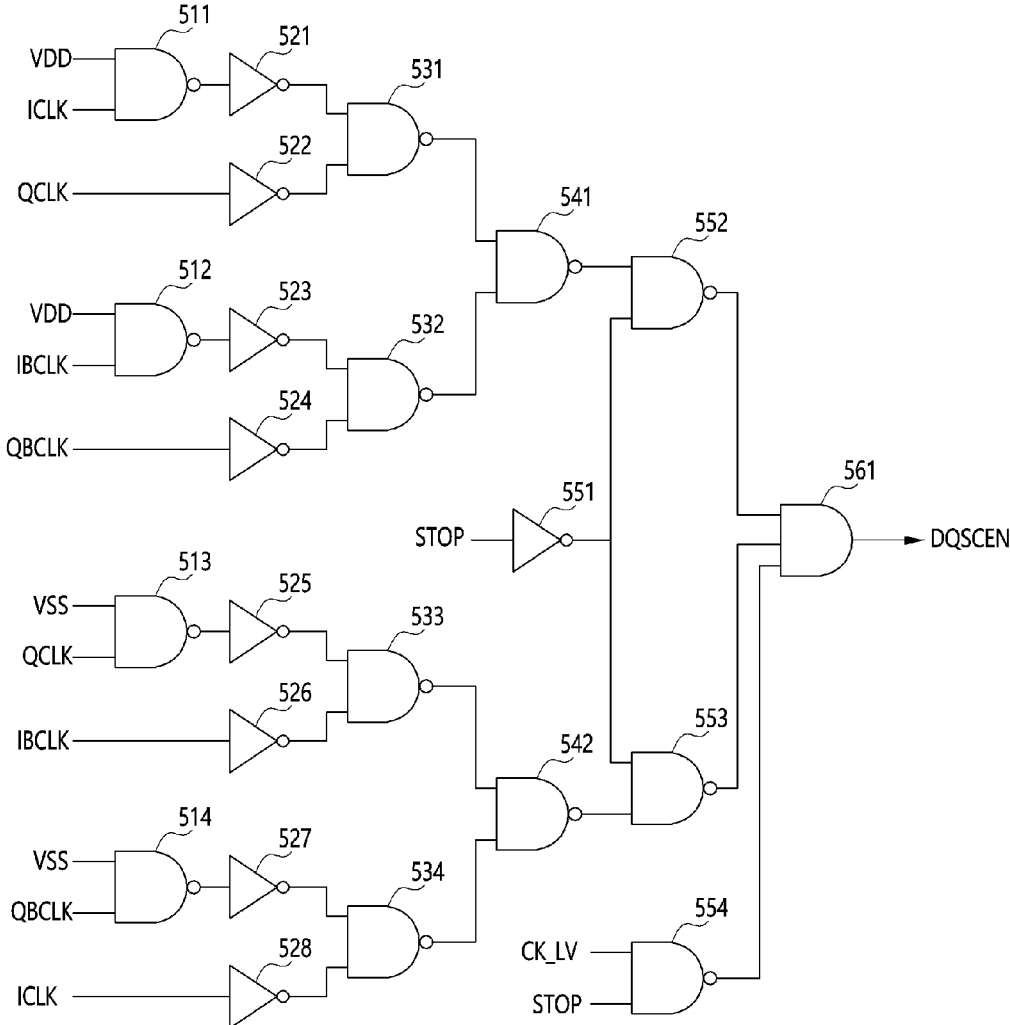 511
VDD
ICLK
521
531
QCLK
522
541
552
512
VDD
IBCLK
523
532
QBCLK
524
561
STOP
551
DQSCEN
513
VSS
QCLK
525
533
IBCLK
526
553
542
514
VSS
QBCLK
527
534
554
CK_LV
STOP
ICLK
528